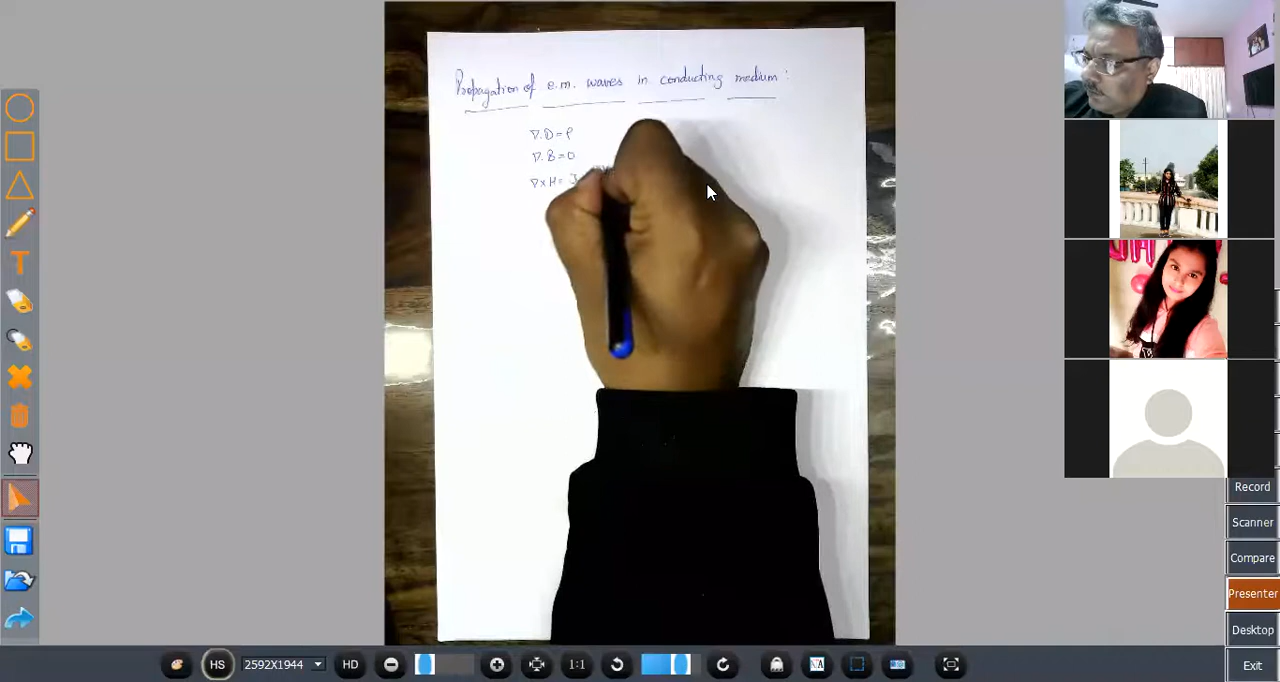 Propagation of e.m. waves in conducting medium :
∇.D = ρ
∇.B = 0
∇×H = J
T
Record
Scanner
Compare
Presenter
Desktop
HS 2592X1944 HD 1:1 Exit